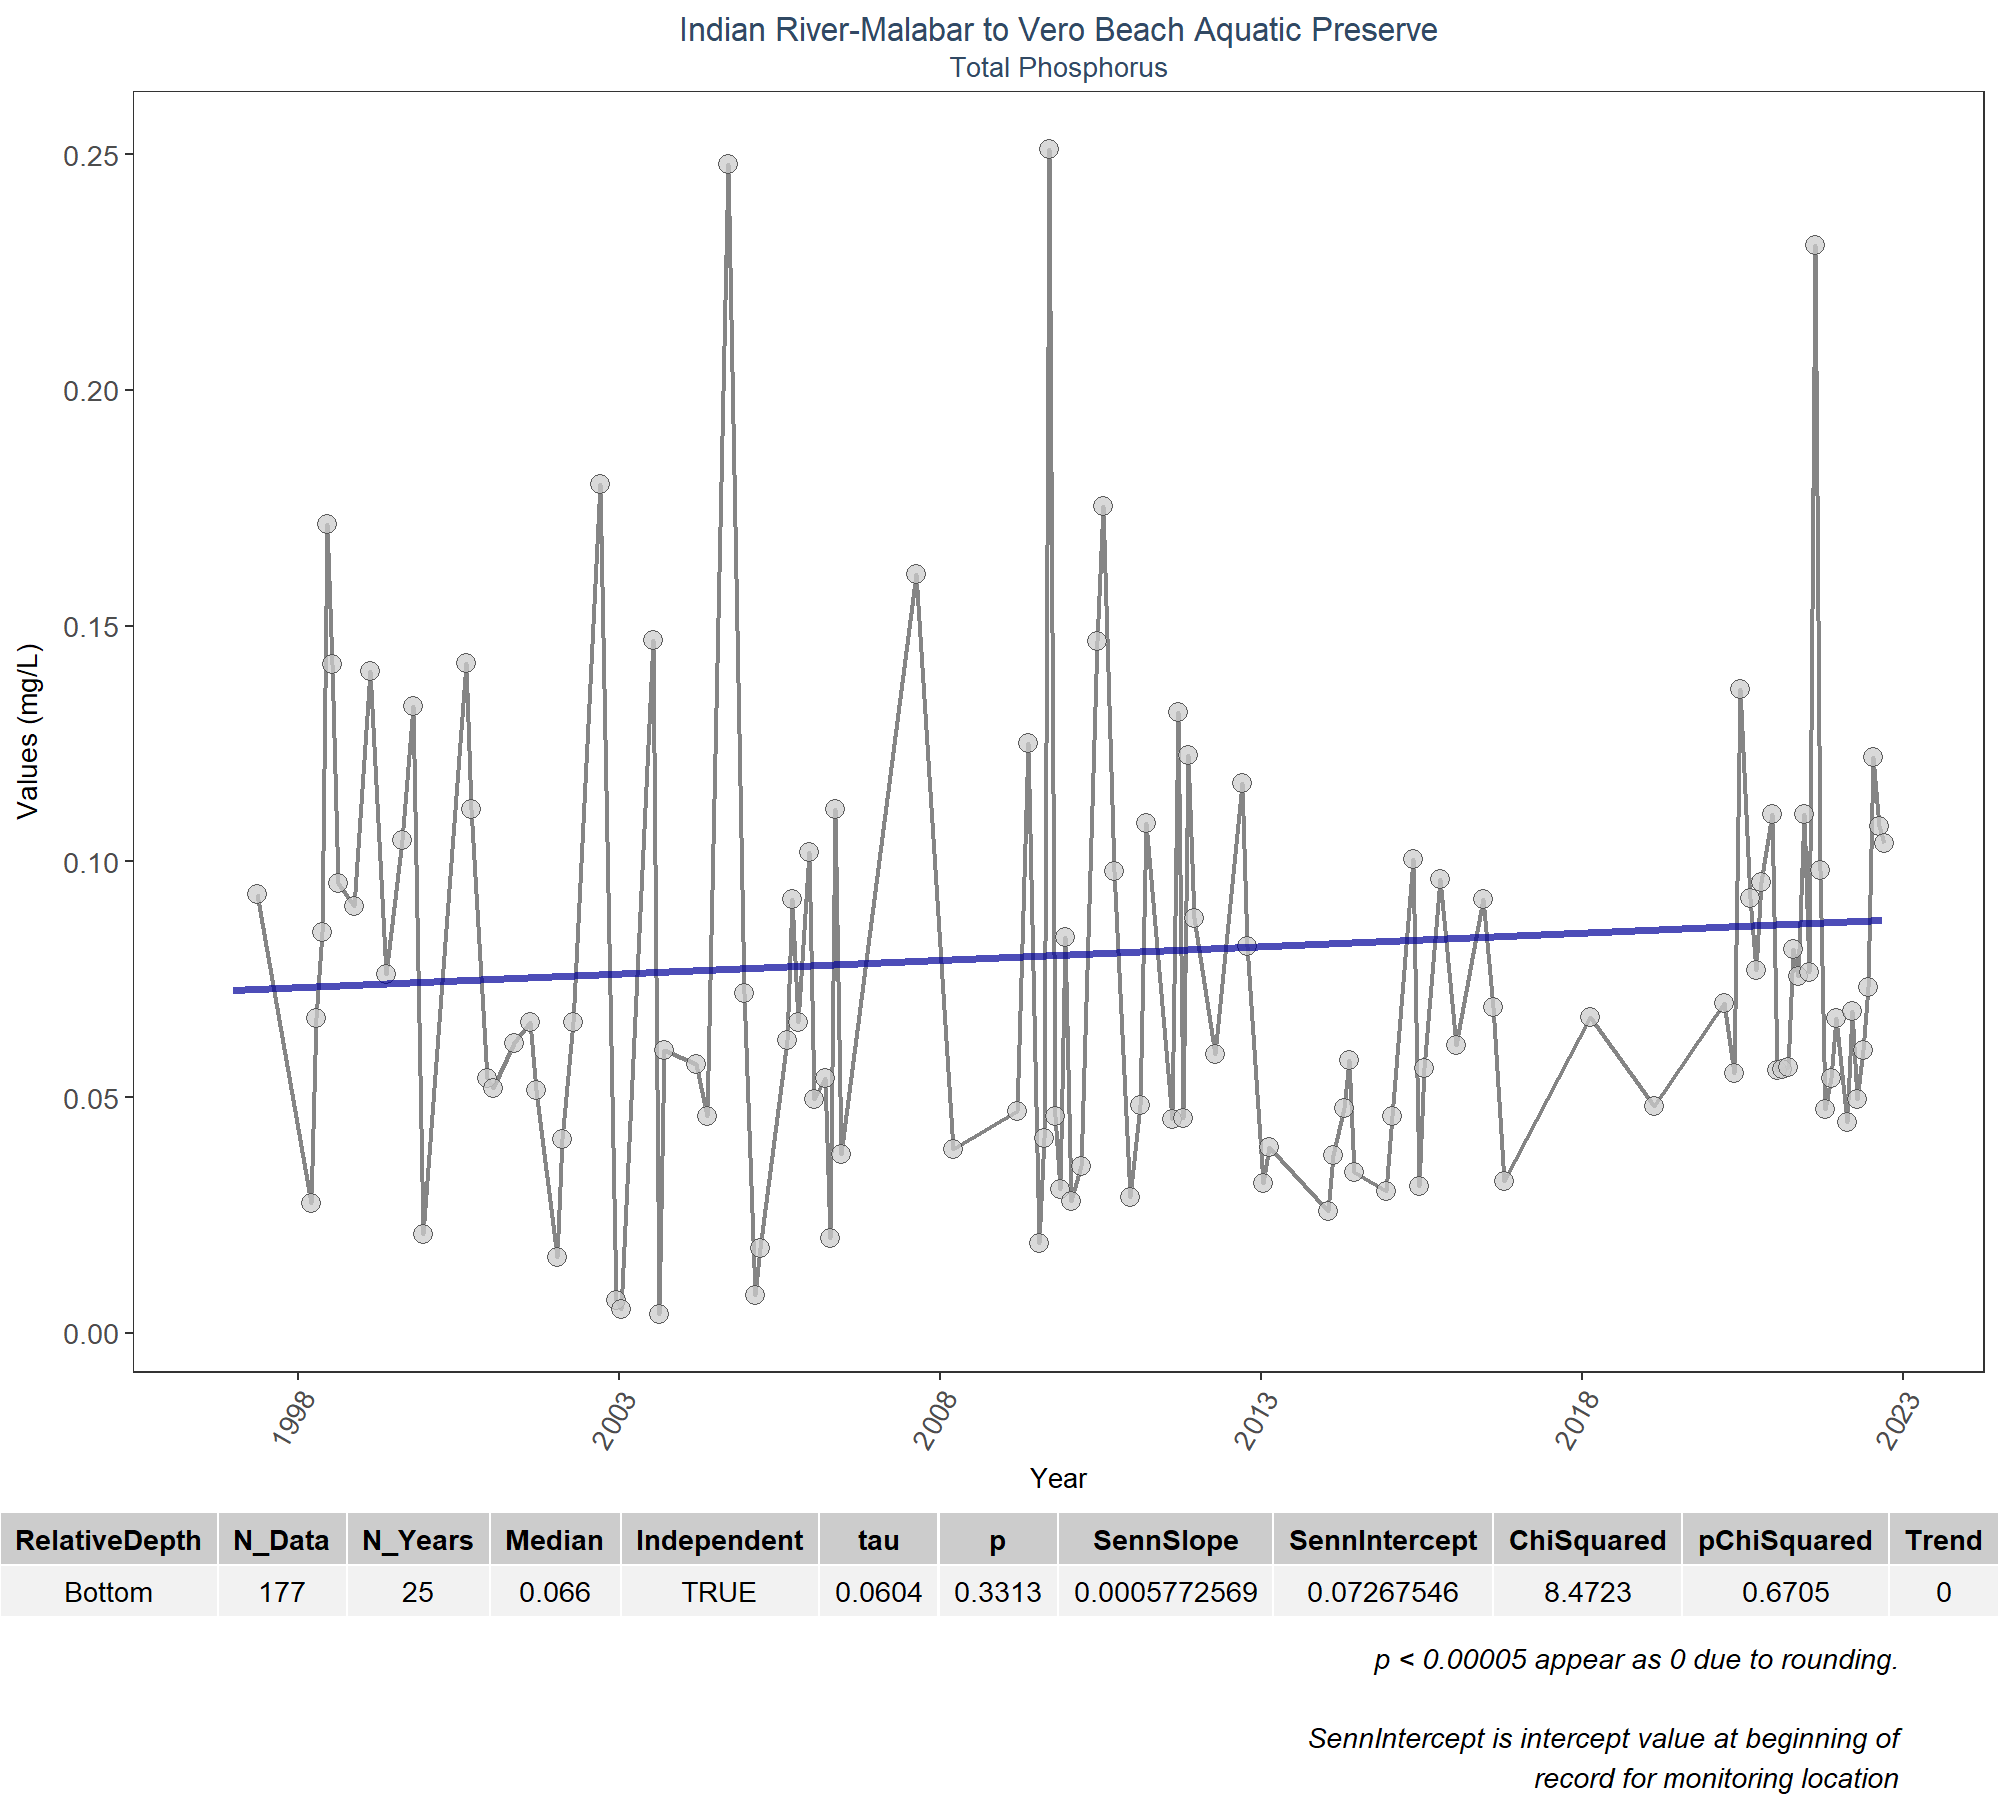 Indian River-Malabar to Vero Beach Aquatic Preserve
Total Phosphorus
Values (mg/L)
0.25
0.20
0.15
0.10
0.05
0.00
1998 2003 2008 2013 2018 2023
Year
RelativeDepth N_Data N_Years Median Independent tau p SennSlope SennIntercept ChiSquared pChiSquared Trend
Bottom 177 25 0.066 TRUE 0.0604 0.3313 0.0005772569 0.07267546 8.4723 0.6705 0
p < 0.00005 appear as 0 due to rounding.
SennIntercept is intercept value at beginning of
record for monitoring location